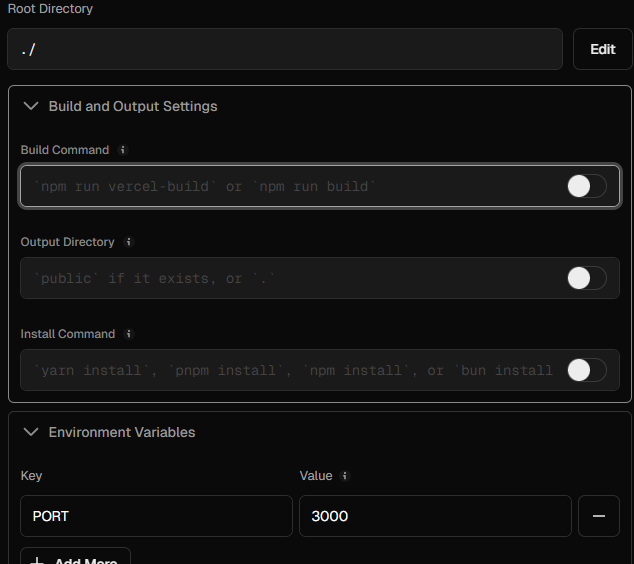 Root Directory
./
Edit
Build and Output Settings
Build Command
`npm run vercel-build` or `npm run build`
Output Directory
`public` if it exists, or `.`
Install Command
`yarn install`, `pnpm install`, `npm install`, or `bun install
Environment Variables
Key
Value
PORT
3000
Add More